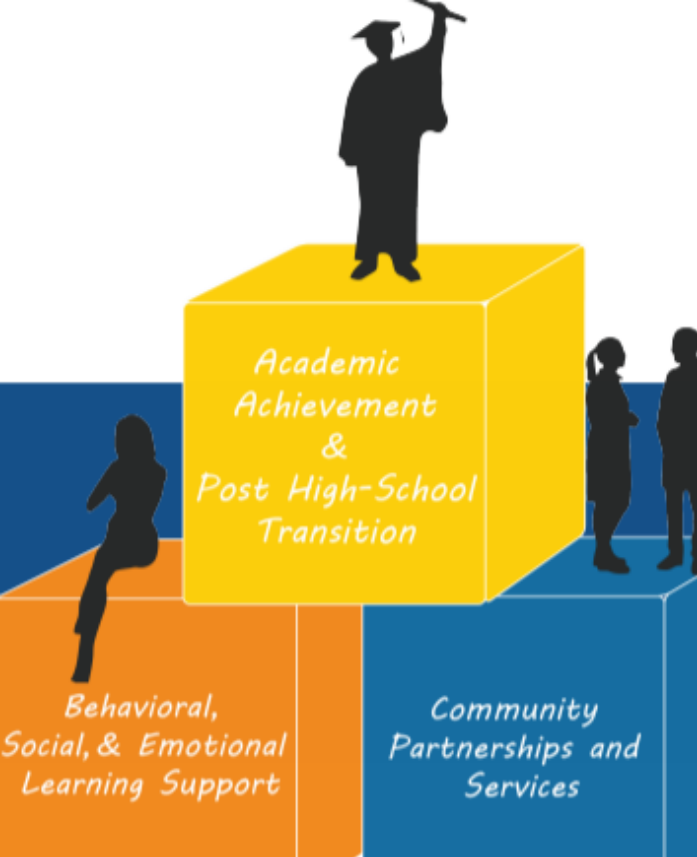 Academic
Achievement
&
Post High-School
Transition
Behavioral,
Social, & Emotional
Learning Support
Community
Partnerships and
Services